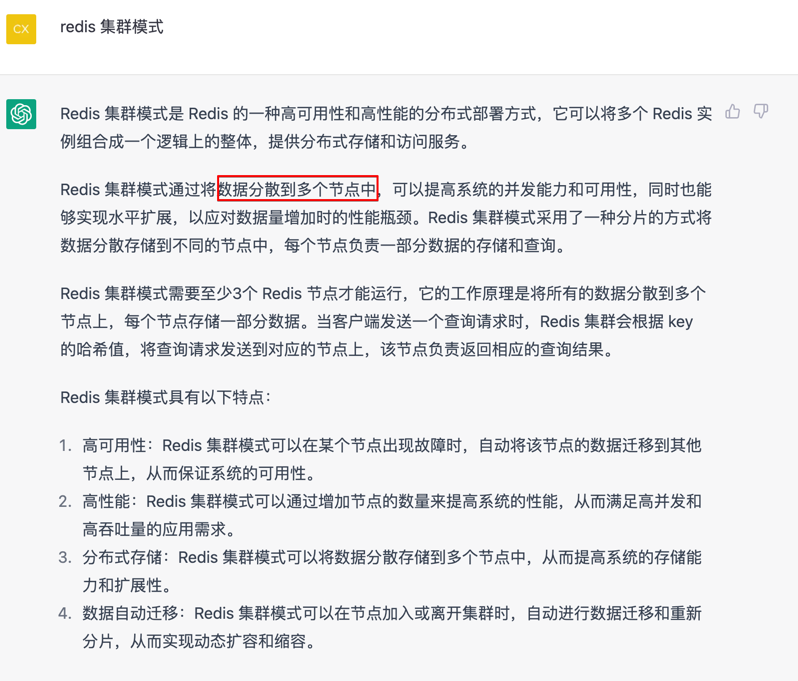 CX
redis 集群模式
Redis 集群模式是 Redis 的一种高可用性和高性能的分布式部署方式，它可以将多个 Redis 实
例组合成一个逻辑上的整体，提供分布式存储和访问服务。
Redis 集群模式通过将数据分散到多个节点中，可以提高系统的并发能力和可用性，同时也能
够实现水平扩展，以应对数据量增加时的性能瓶颈。Redis 集群模式采用了一种分片的方式将
数据分散存储到不同的节点中，每个节点负责一部分数据的存储和查询。
Redis 集群模式需要至少3个 Redis 节点才能运行，它的工作原理是将所有的数据分散到多个
节点上，每个节点存储一部分数据。当客户端发送一个查询请求时，Redis 集群会根据 key
的哈希值，将查询请求发送到对应的节点上，该节点负责返回相应的查询结果。
Redis 集群模式具有以下特点：
1. 高可用性：Redis 集群模式可以在某个节点出现故障时，自动将该节点的数据迁移到其他
节点上，从而保证系统的可用性。
2. 高性能：Redis 集群模式可以通过增加节点的数量来提高系统的性能，从而满足高并发和
高吞吐量的应用需求。
3. 分布式存储：Redis 集群模式可以将数据分散存储到多个节点中，从而提高系统的存储能
力和扩展性。
4. 数据自动迁移：Redis 集群模式可以在节点加入或离开集群时，自动进行数据迁移和重新
分片，从而实现动态扩容和缩容。